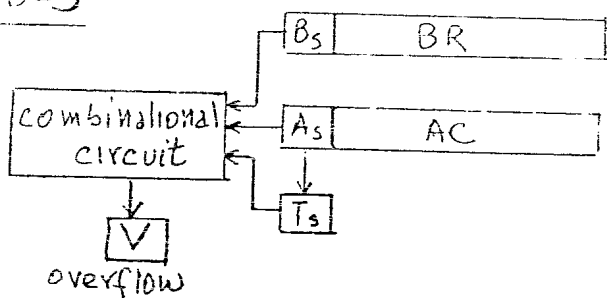 Bs BR
combinational
circuit
As AC
Ts
V
overflow